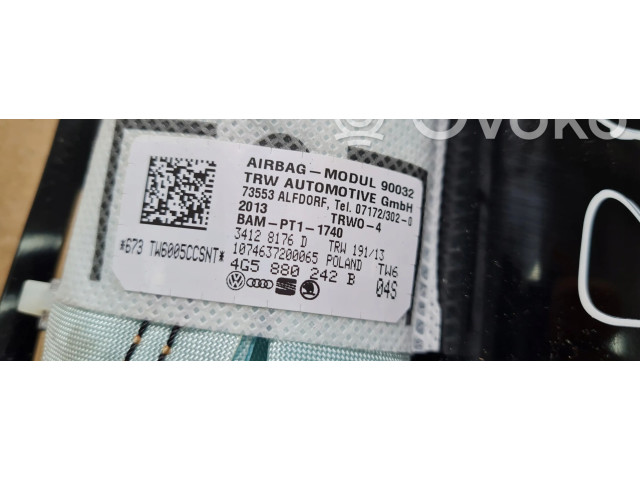 AIRBAG-MODUL 90032
TRW AUTOMOTIVE GmbH
73553 ALFDORF, Tel. 07172/302-0
2013 TRWO-4
BAM-PT1-1740
3412 8176 D TRW 191/13
1074637200065 POLAND TW6
4G5 880 242 B 04S
*673 TW6005CCSNT*
Ovoko